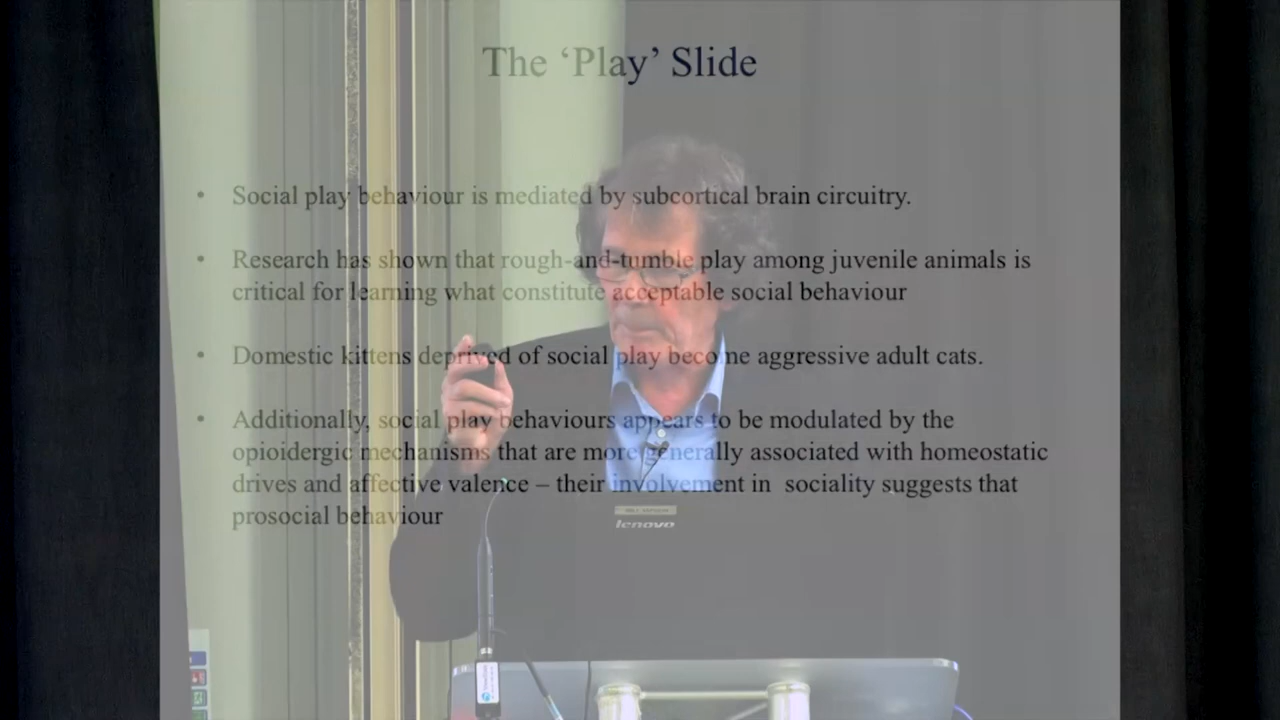 The ‘Play’ Slide
• Social play behaviour is mediated by subcortical brain circuitry.
• Research has shown that rough-and-tumble play among juvenile animals is
critical for learning what constitute acceptable social behaviour
• Domestic kittens deprived of social play become aggressive adult cats.
• Additionally, social play behaviours appears to be modulated by the
opioidergic mechanisms that are more generally associated with homeostatic
drives and affective valence – their involvement in sociality suggests that
prosocial behaviour
lenovo